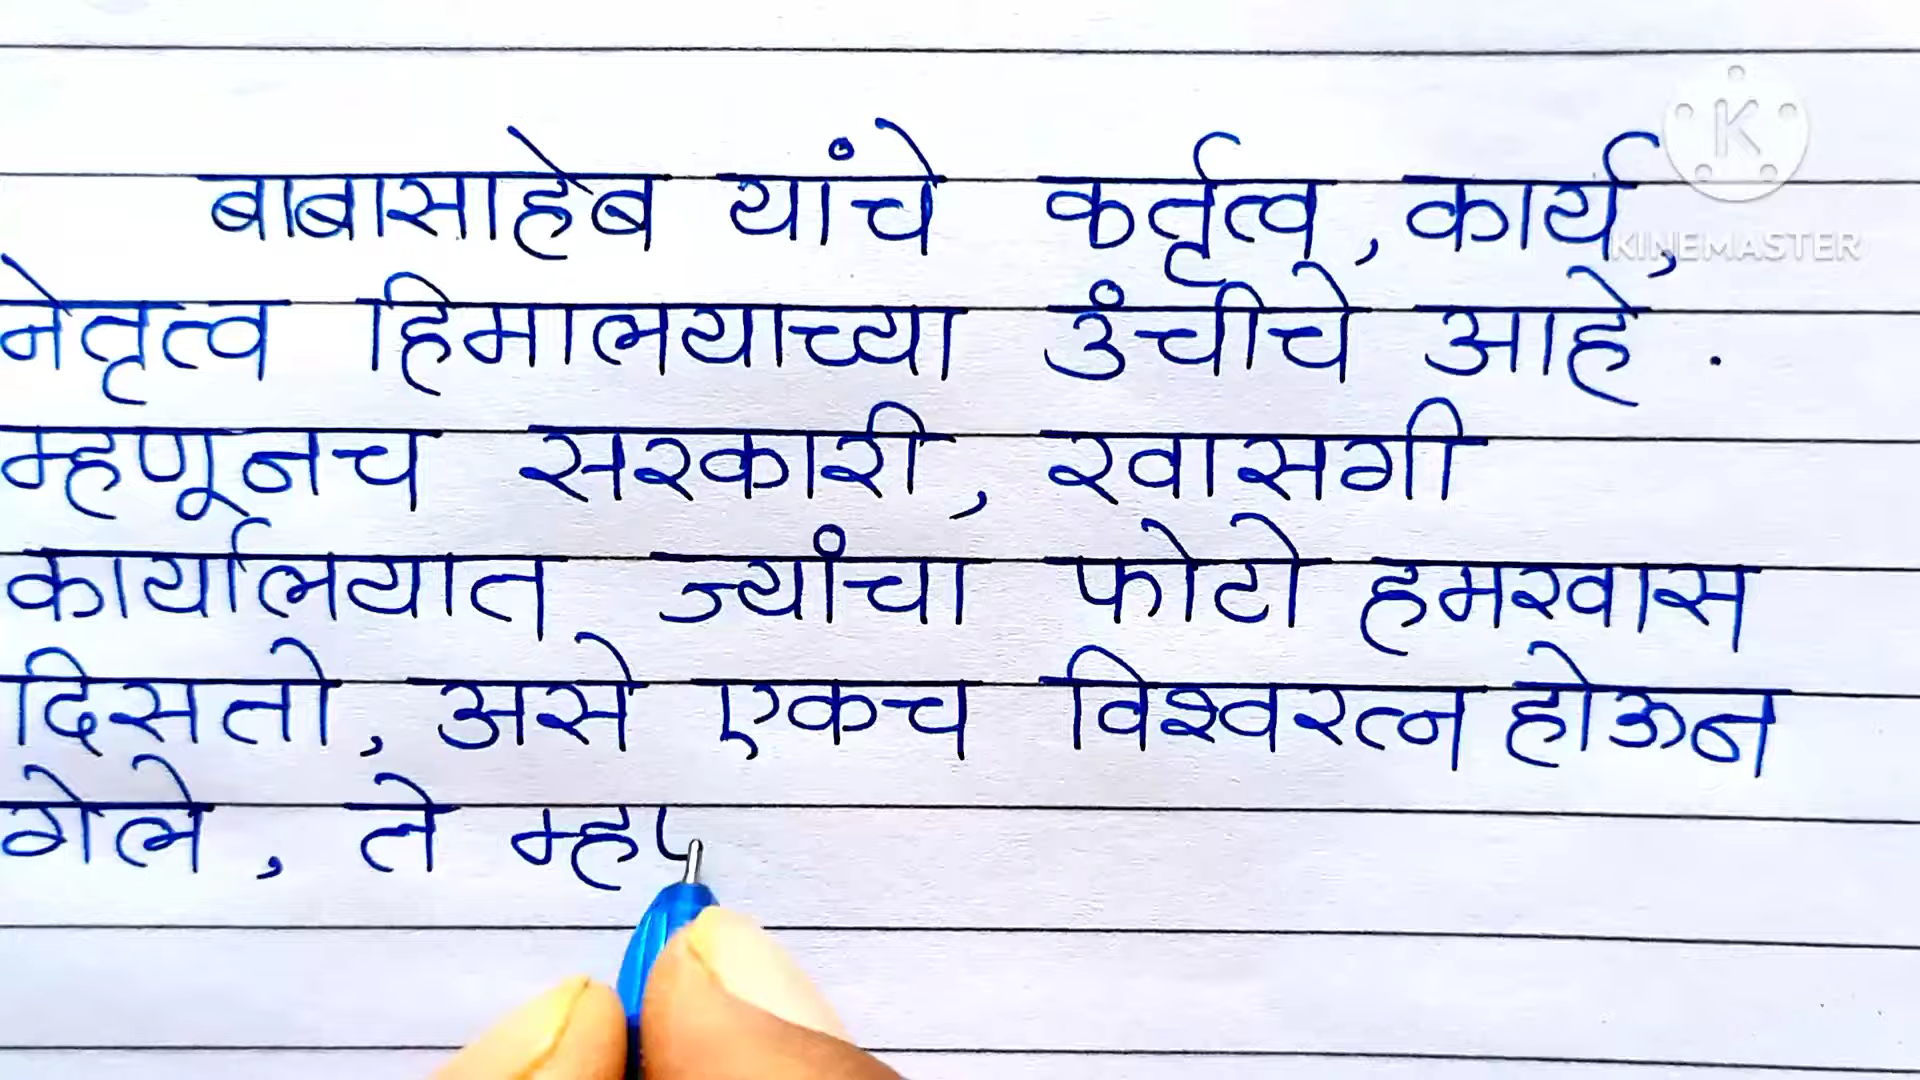 बाबासाहेब यांचे कर्तृत्व, कार्य,
KINEMASTER
नेतृत्व हिमालयाच्या उंचीचे आहे.
म्हणूनच सरकारी, खासगी
कार्यालयात ज्यांचा फोटो हमखास
दिसतो, असे एकच विश्वरत्न होऊन
गेले, ते